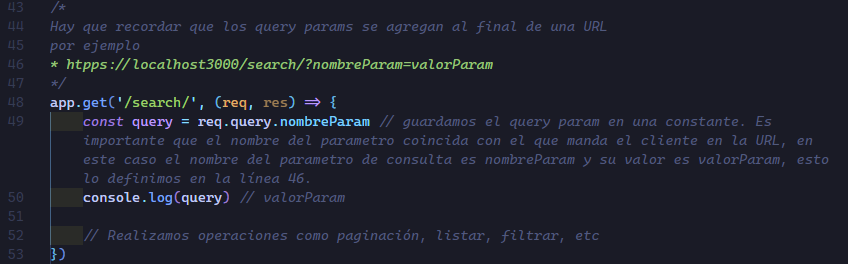 43 /*
44 Hay que recordar que los query params se agregan al final de una URL
45 por ejemplo
46 * htpps://localhost3000/search/?nombreParam=valorParam
47 */
48 app.get('/search/', (req, res) => {
49 const query = req.query.nombreParam // guardamos el query param en una constante. Es
importante que el nombre del parametro coincida con el que manda el cliente en la URL, en
este caso el nombre del parametro de consulta es nombreParam y su valor es valorParam, esto
lo definimos en la línea 46.
50 console.log(query) // valorParam
51
52 // Realizamos operaciones como paginación, listar, filtrar, etc
53 })